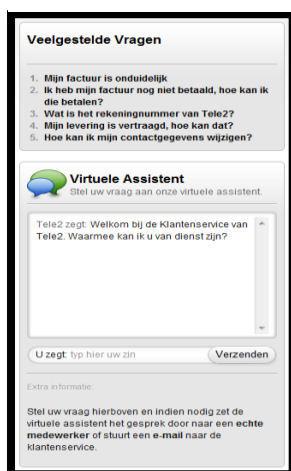 Veelgestelde Vragen
1. Mijn factuur is onduidelijk
2. Ik heb mijn factuur nog niet betaald, hoe kan ik
die betalen?
3. Wat is het rekeningnummer van Tele2?
4. Mijn levering is vertraagd, hoe kan dat?
5. Hoe kan ik mijn contactgegevens wijzigen?
Virtuele Assistent
Stel uw vraag aan onze virtuele assistent.
Tele2 zegt: Welkom bij de Klantenservice van
Tele2. Waarmee kan ik u van dienst zijn?
U zegt: typ hier uw zin Verzenden
Extra informatie:
Stel uw vraag hierboven en indien nodig zet de
virtuele assistent het gesprek door naar een echte
medewerker of stuurt een e-mail naar de
klantenservice.